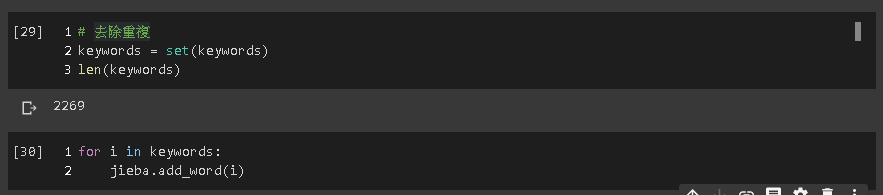 [29] 1 # 去除重複
2 keywords = set(keywords)
3 len(keywords)
2269
[30] 1 for i in keywords:
2     jieba.add_word(i)